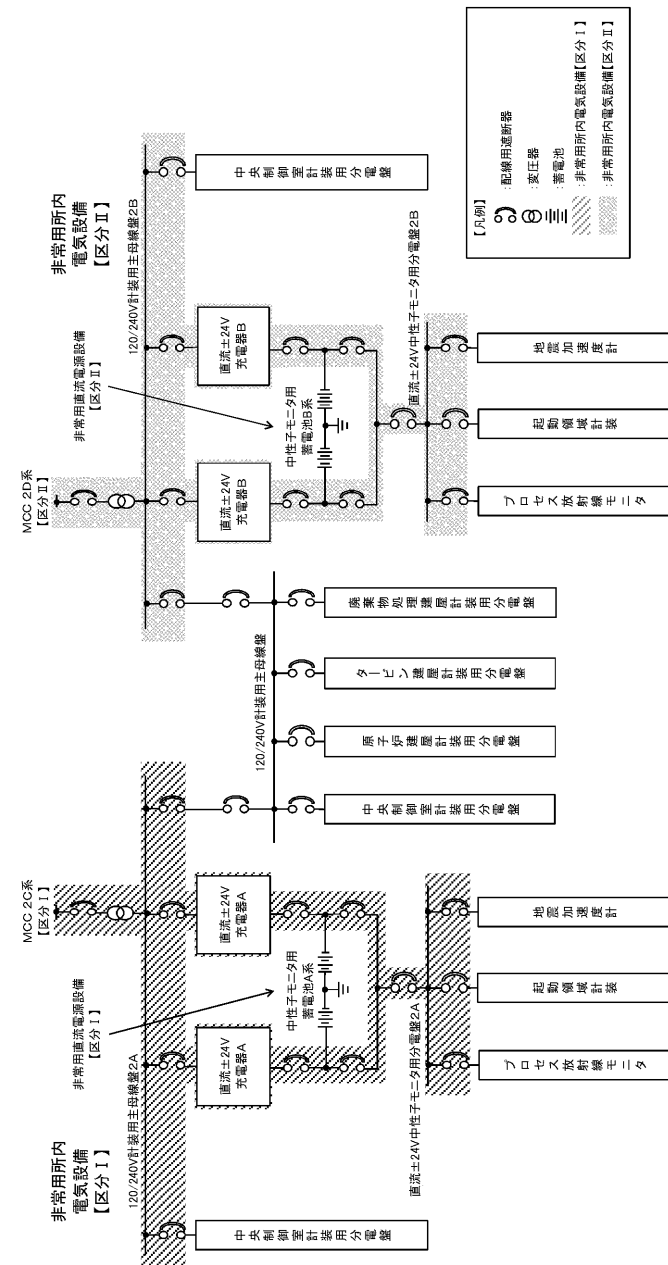 非常用所内
電気設備
【区分Ⅰ】
120/240V計装用主母線盤2A
非常用直流電源設備
【区分Ⅰ】
MCC 2C系
【区分Ⅰ】
直流±24V
充電器A
直流±24V
充電器A
中性子モニタ用
蓄電池A系
直流±24V中性子モニタ用分電盤2A
中央制御室計装用分電盤
プロセス放射線モニタ
起動領域計装
地震加速度計
120/240V計装用主母線盤
中央制御室計装用分電盤
原子炉建屋計装用分電盤
タービン建屋計装用分電盤
廃棄物処理建屋計装用分電盤
MCC 2D系
【区分Ⅱ】
非常用直流電源設備
【区分Ⅱ】
120/240V計装用主母線盤2B
非常用所内
電気設備
【区分Ⅱ】
直流±24V
充電器B
直流±24V
充電器B
中性子モニタ用
蓄電池B系
直流±24V中性子モニタ用分電盤2B
プロセス放射線モニタ
起動領域計装
地震加速度計
中央制御室計装用分電盤
【凡例】
:配線用遮断器
:変圧器
:蓄電池
:非常用所内電気設備【区分Ⅰ】
:非常用所内電気設備【区分Ⅱ】